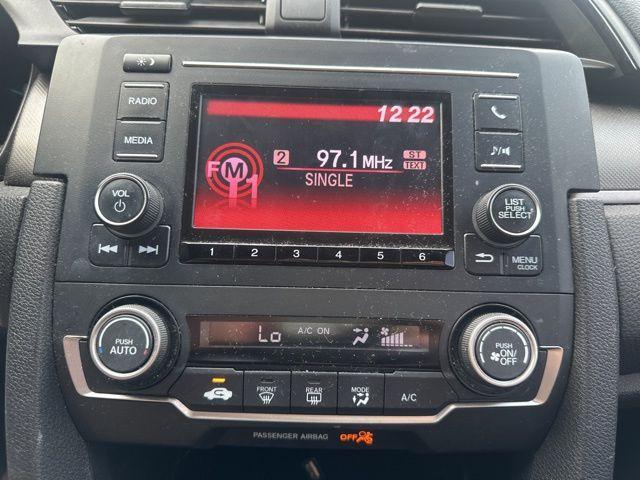 RADIO
MEDIA
VOL
12 22
FM1
2 97.1 MHz ST
TEXT
SINGLE
LIST
PUSH
SELECT
MENU
CLOCK
1 2 3 4 5 6
PUSH
AUTO
Lo A/C ON
PUSH
ON/
OFF
FRONT
REAR
MODE
A/C
PASSENGER AIRBAG OFF